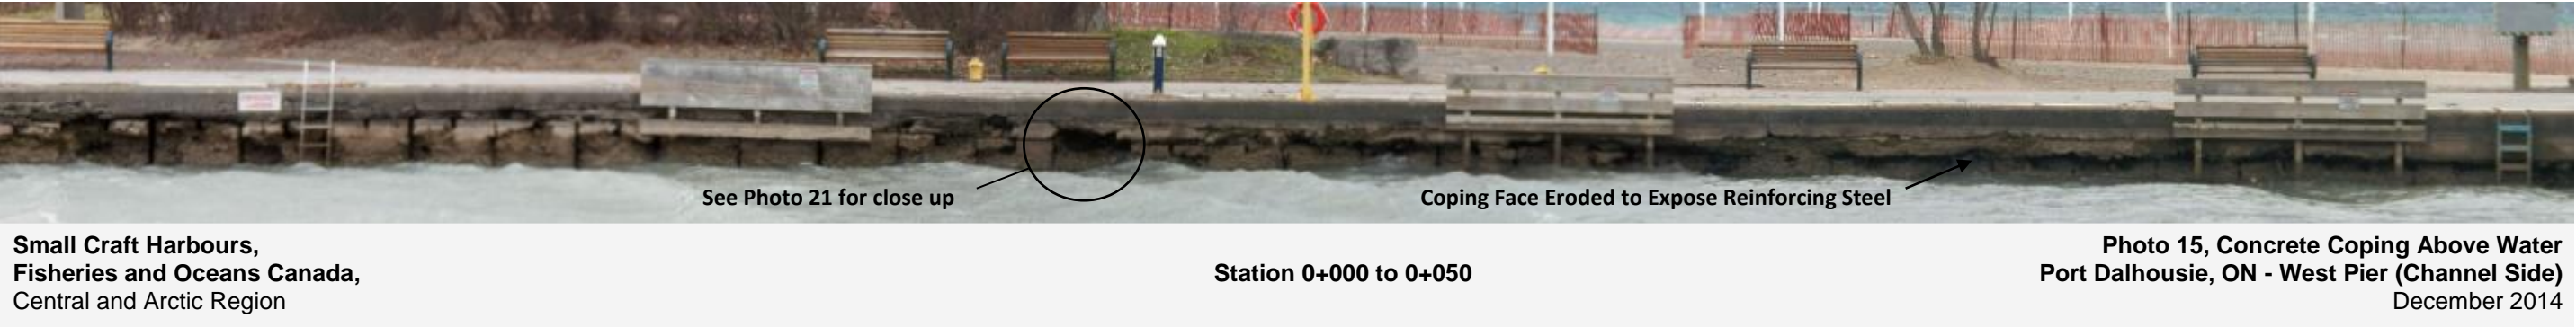 See Photo 21 for close up
Coping Face Eroded to Expose Reinforcing Steel
Small Craft Harbours,
Fisheries and Oceans Canada,
Central and Arctic Region
Station 0+000 to 0+050
Photo 15, Concrete Coping Above Water
Port Dalhousie, ON - West Pier (Channel Side)
December 2014